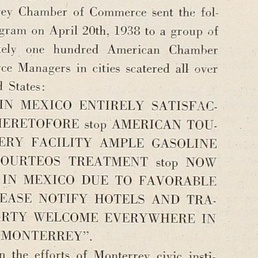 rey Chamber of Commerce sent the fol-
gram on April 20th, 1938 to a group of
tely one hundred American Chamber
rce Managers in cities scatered all over
d States:
IN MEXICO ENTIRELY SATISFAC-
HERETOFORE stop AMERICAN TOU-
ERY FACILITY AMPLE GASOLINE
OURTEOS TREATMENT stop NOW
IN MEXICO DUE TO FAVORABLE
EASE NOTIFY HOTELS AND TRA-
RTY WELCOME EVERYWHERE IN
MONTERREY".
n the efforts of Monterrey civic insti-